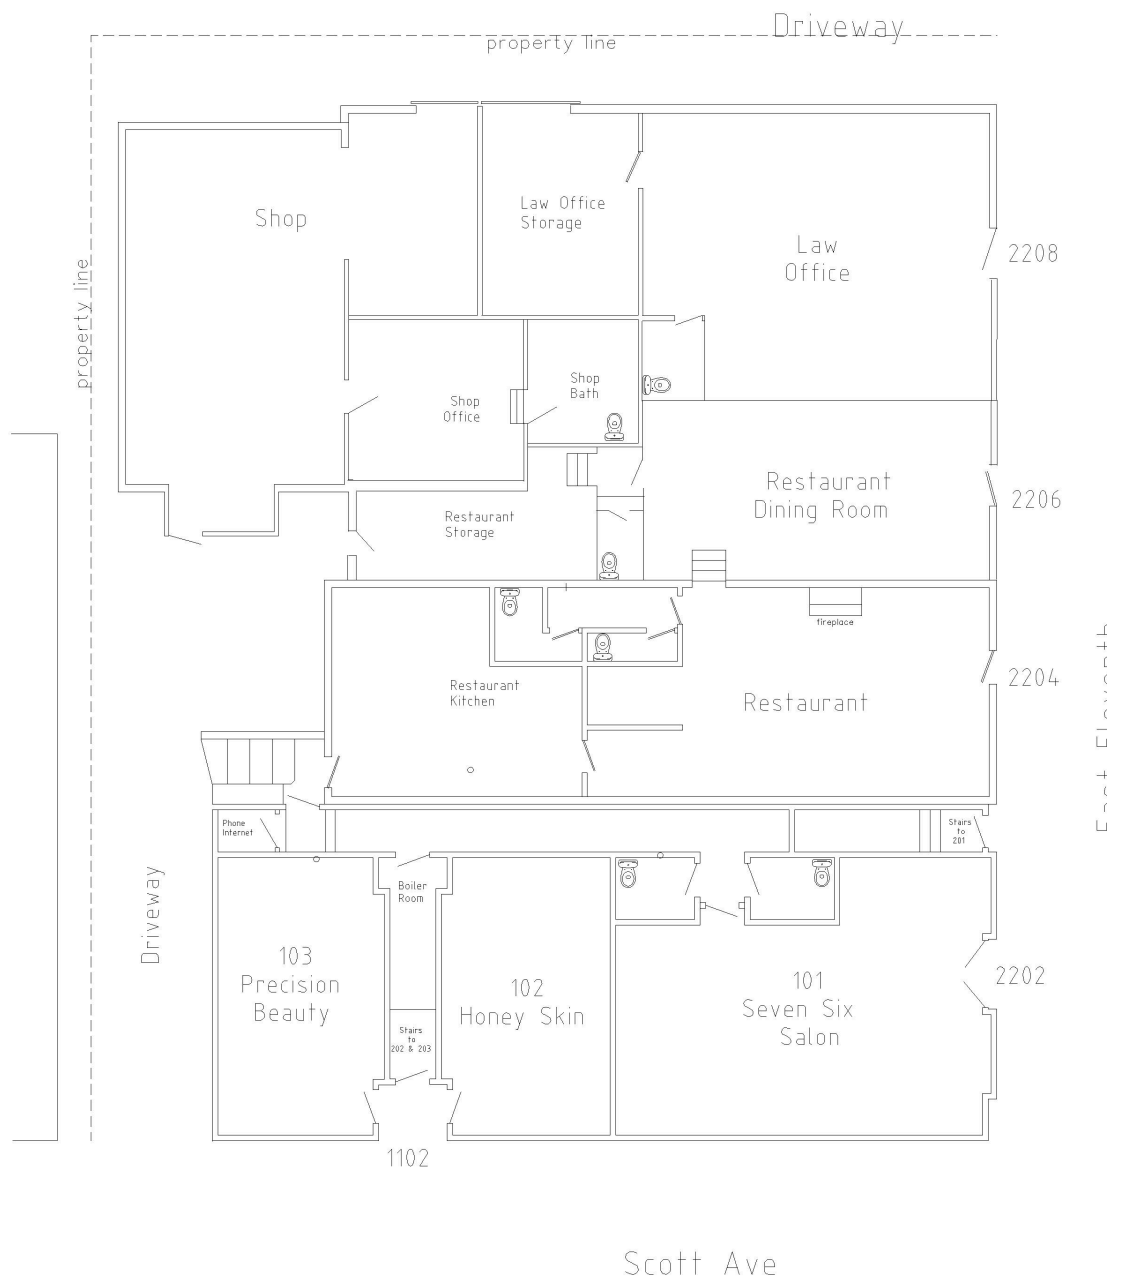 Driveway
property line
Shop
Law Office
Storage
Law
Office
2208
property line
Shop
Bath
Shop
Office
Restaurant
Dining Room
2206
Restaurant
Storage
fireplace
Restaurant
Kitchen
Restaurant
2204
Phone
Internet
Stairs
to
201
Driveway
Boiler
Room
103
Precision
Beauty
102
Honey Skin
101
Seven Six
Salon
2202
Stairs
to
202 & 203
1102
Scott Ave